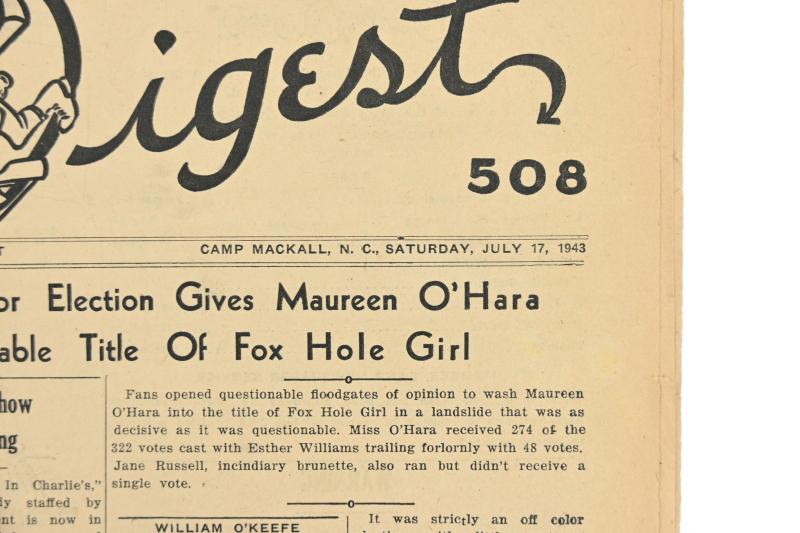 igest
508
CAMP MACKALL, N. C., SATURDAY, JULY 17, 1943
or Election Gives Maureen O'Hara
able Title Of Fox Hole Girl
how
ng
Fans opened questionable floodgates of opinion to wash Maureen
O'Hara into the title of Fox Hole Girl in a landslide that was as
decisive as it was questionable. Miss O'Hara received 274 of the
322 votes cast with Esther Williams trailing forlornly with 48 votes.
Jane Russell, incindiary brunette, also ran but didn't receive a
single vote.
In Charlie's,"
ly staffed by
nt is now in
WILLIAM O'KEEFE
It was strictly an off color